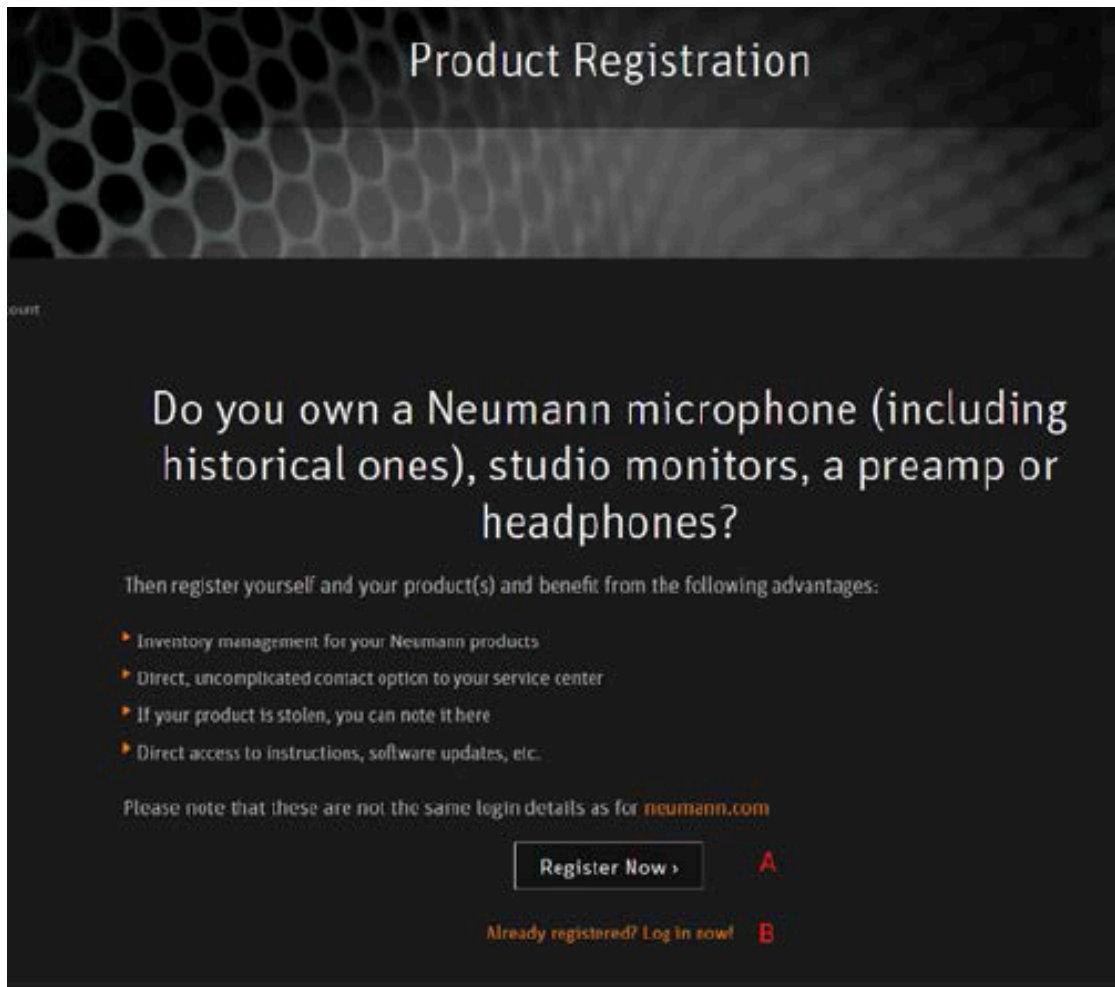 Product Registration
ount
Do you own a Neumann microphone (including
historical ones), studio monitors, a preamp or
headphones?
Then register yourself and your product(s) and benefit from the following advantages:
Inventory management for your Neumann products
Direct, uncomplicated contact option to your service center
If your product is stolen, you can note it here
Direct access to instructions, software updates, etc.
Please note that these are not the same login details as for neumann.com
Register Now › A
Already registered? Log in now! B